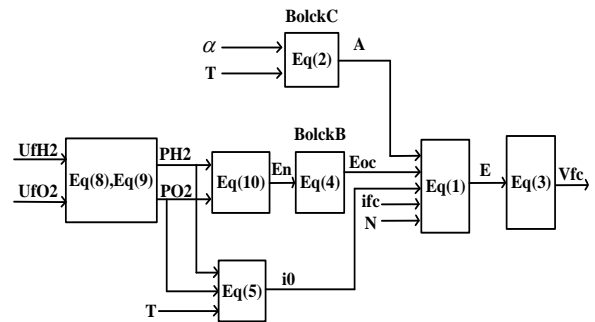 BolckC
α
A
Eq(2)
T
BolckB
UfH2
PH2
Eq(8),Eq(9)
En
Eoc
Eq(10)
Eq(4)
Eq(1)
E
Eq(3)
Vfc
UfO2
PO2
ifc
N
Eq(5)
i0
T